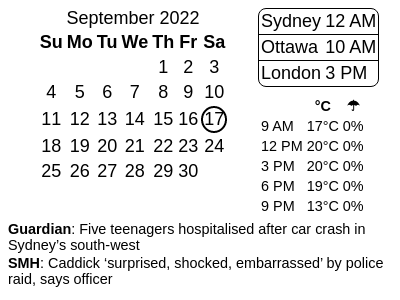 September 2022
Su Mo Tu We Th Fr Sa
1 2 3
4 5 6 7 8 9 10
11 12 13 14 15 16 17
18 19 20 21 22 23 24
25 26 27 28 29 30
Sydney 12 AM
Ottawa 10 AM
London 3 PM
°C ☂
9 AM 17°C 0%
12 PM 20°C 0%
3 PM 20°C 0%
6 PM 19°C 0%
9 PM 13°C 0%
Guardian: Five teenagers hospitalised after car crash in
Sydney’s south-west
SMH: Caddick ‘surprised, shocked, embarrassed’ by police
raid, says officer